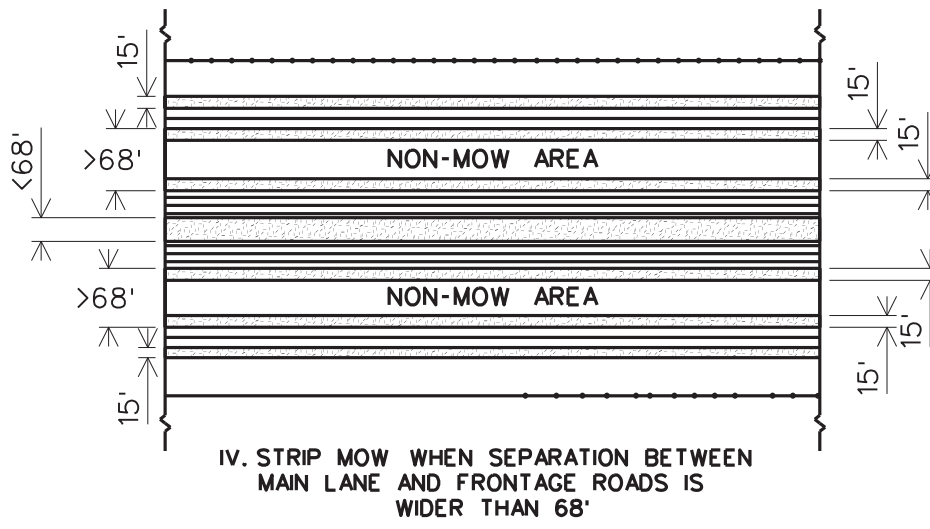 15'
15'
15'
<68'
>68'
NON-MOW AREA
>68'
NON-MOW AREA
15'
15'
15'
IV. STRIP MOW WHEN SEPARATION BETWEEN
MAIN LANE AND FRONTAGE ROADS IS
WIDER THAN 68'